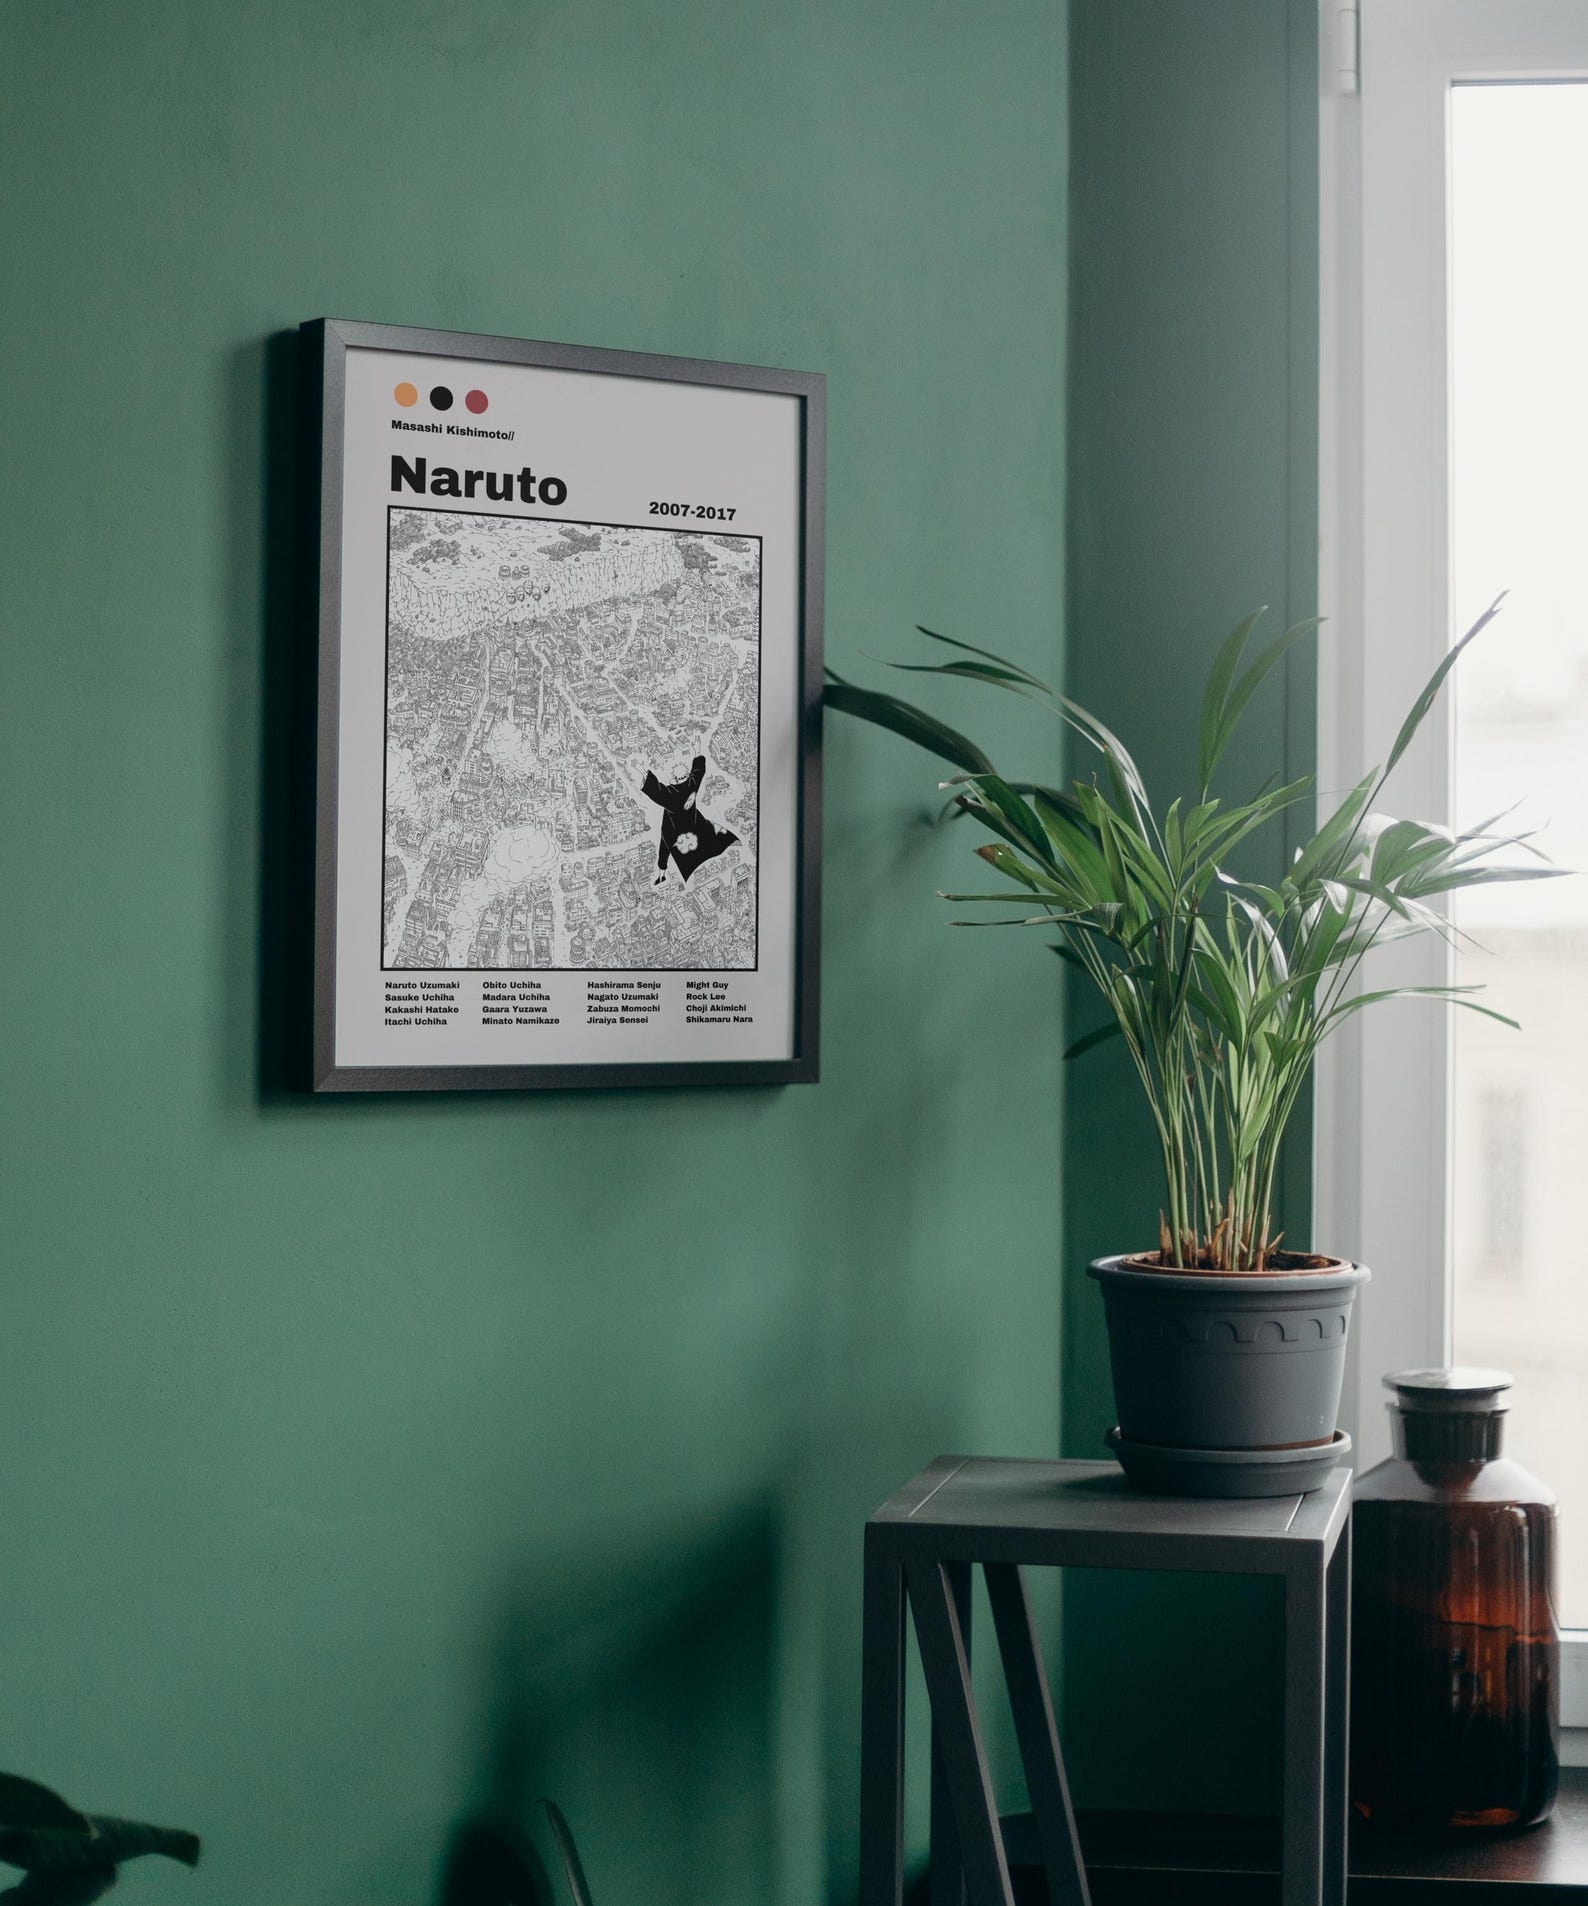 Masashi Kishimoto//
Naruto
2007-2017
Naruto Uzumaki
Sasuke Uchiha
Kakashi Hatake
Itachi Uchiha
Obito Uchiha
Madara Uchiha
Gaara Yuzawa
Minato Namikaze
Hashirama Senju
Nagato Uzumaki
Zabuza Momochi
Jiraiya Sensei
Might Guy
Rock Lee
Choji Akimichi
Shikamaru Nara